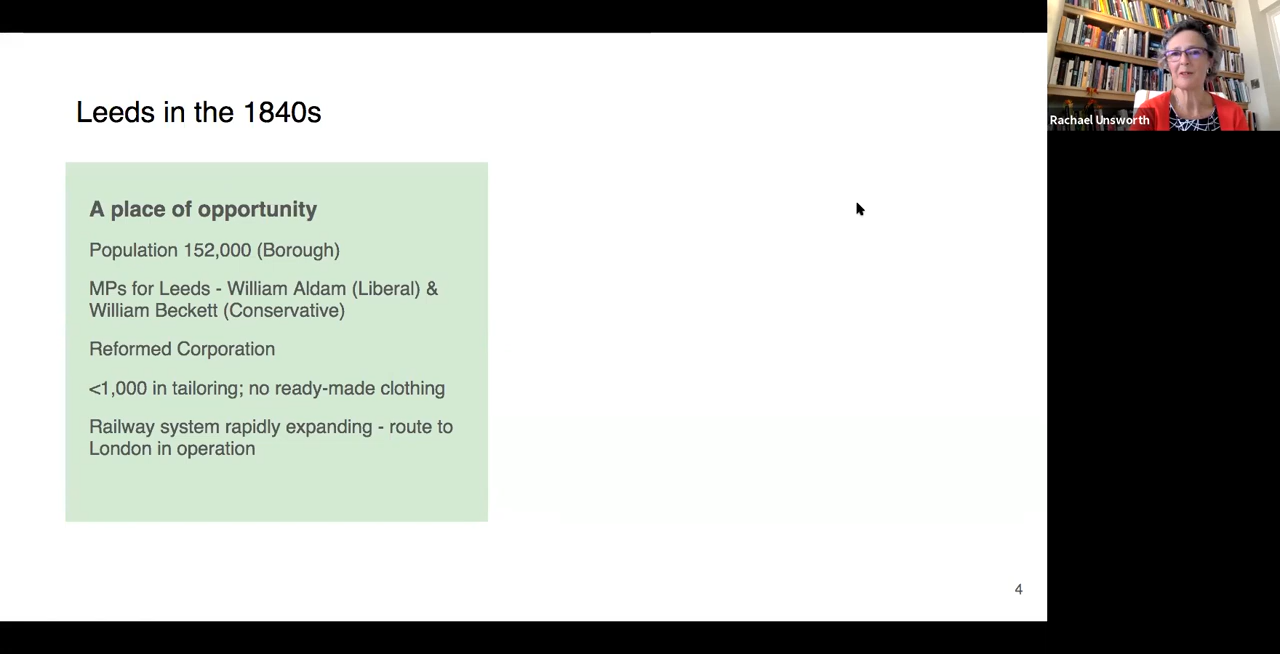 Leeds in the 1840s
A place of opportunity
Population 152,000 (Borough)
MPs for Leeds - William Aldam (Liberal) &
William Beckett (Conservative)
Reformed Corporation
<1,000 in tailoring; no ready-made clothing
Railway system rapidly expanding - route to
London in operation
4
Rachael Unsworth